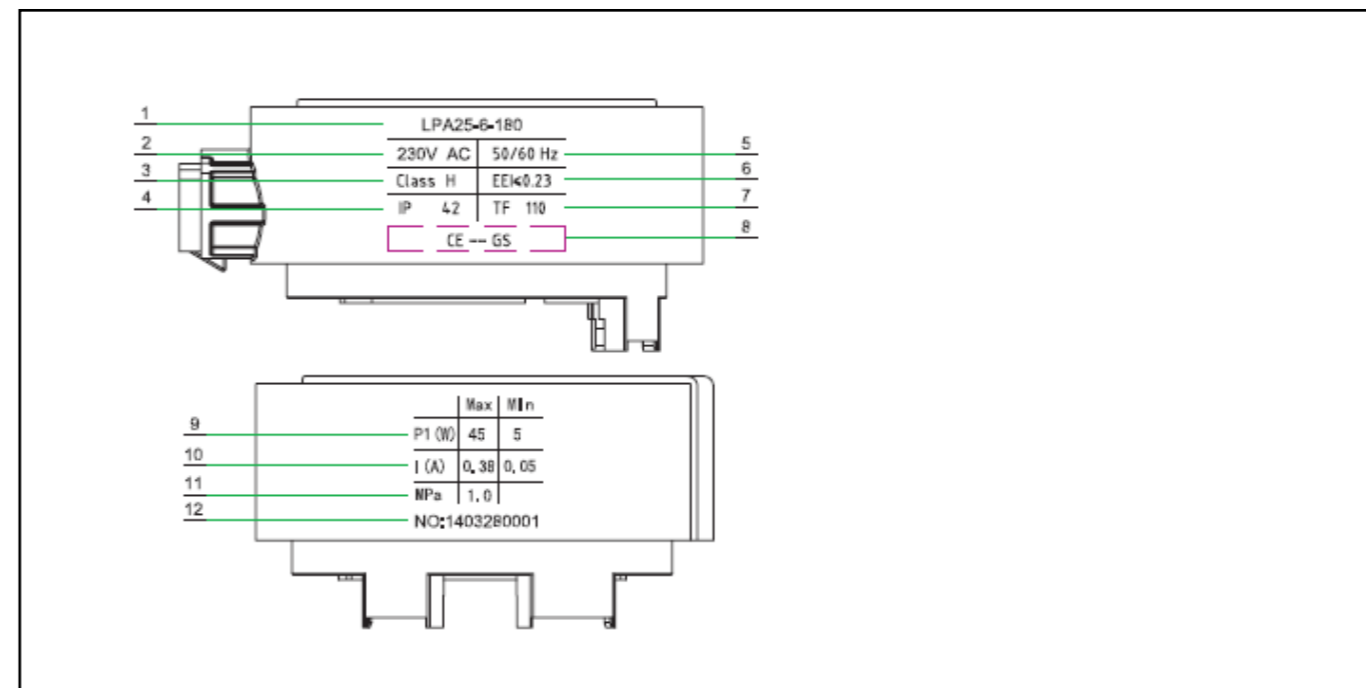 1 LPA25-6-180
2 230V AC 50/60 Hz 5
3 Class H EEI≤0.23 6
4 IP 42 TF 110 7
CE -- GS 8
Max Min
9 P1(W) 45 5
10 I(A) 0.38 0.05
11 MPa 1.0
12 NO:1403280001